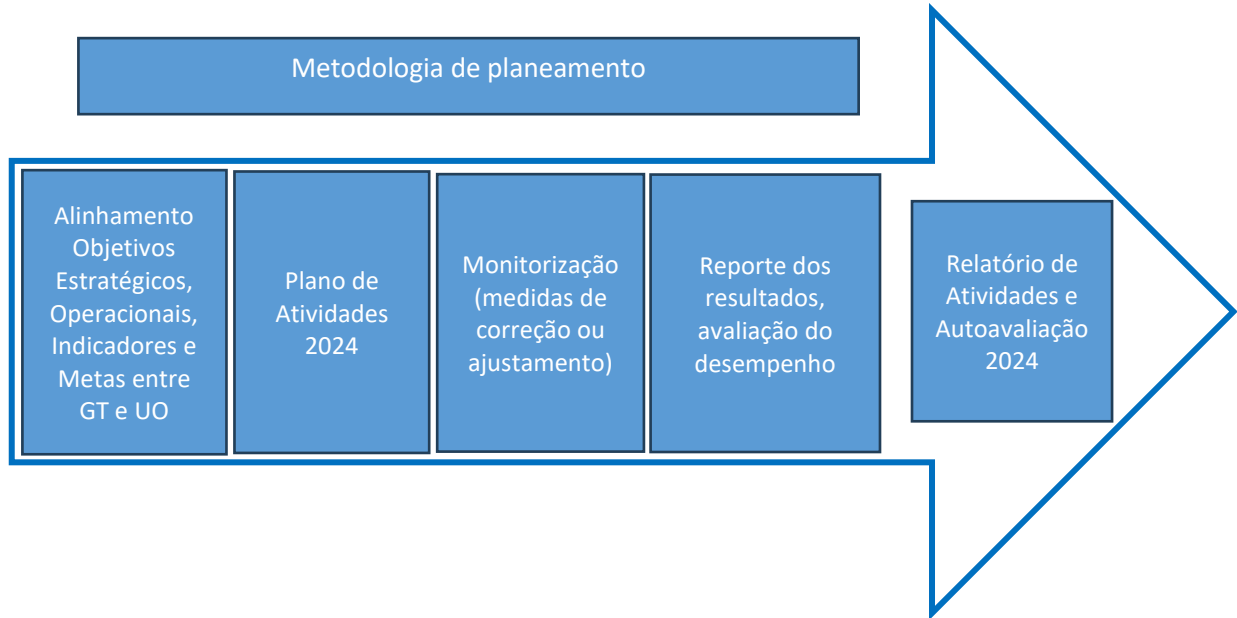 Metodologia de planeamento
Alinhamento
Objetivos
Estratégicos,
Operacionais,
Indicadores e
Metas entre
GT e UO
Plano de
Atividades
2024
Monitorização
(medidas de
correção ou
ajustamento)
Reporte dos
resultados,
avaliação do
desempenho
Relatório de
Atividades e
Autoavaliação
2024